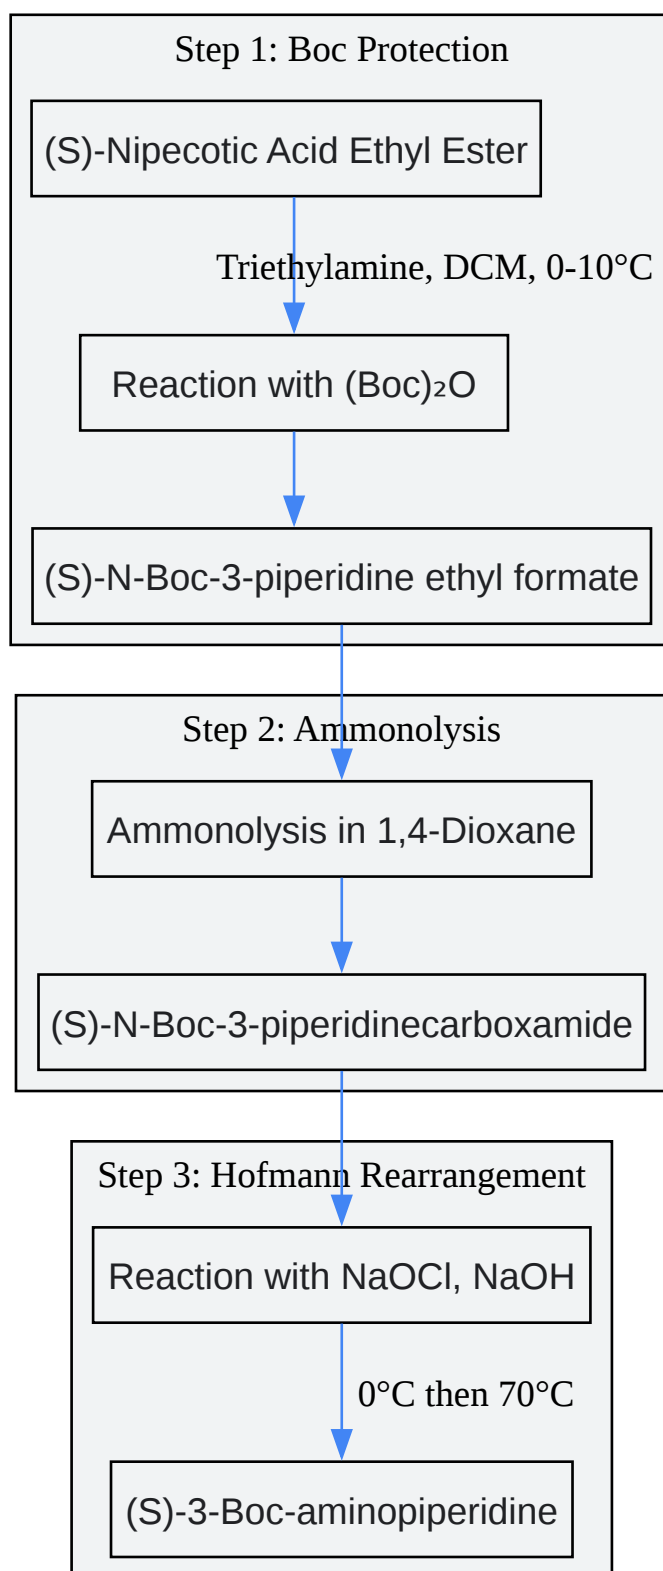 Step 1: Boc Protection
(S)-Nipecotic Acid Ethyl Ester
Triethylamine, DCM, 0-10°C
Reaction with (Boc)₂O
(S)-N-Boc-3-piperidine ethyl formate
Step 2: Ammonolysis
Ammonolysis in 1,4-Dioxane
(S)-N-Boc-3-piperidinecarboxamide
Step 3: Hofmann Rearrangement
Reaction with NaOCl, NaOH
0°C then 70°C
(S)-3-Boc-aminopiperidine